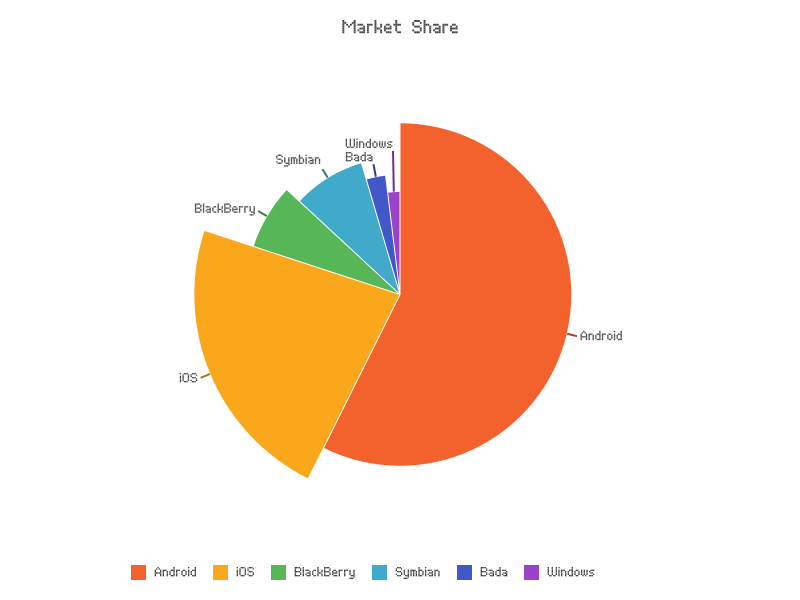 Market Share
Windows
Bada
Symbian
BlackBerry
Android
iOS
Android iOS BlackBerry Symbian Bada Windows